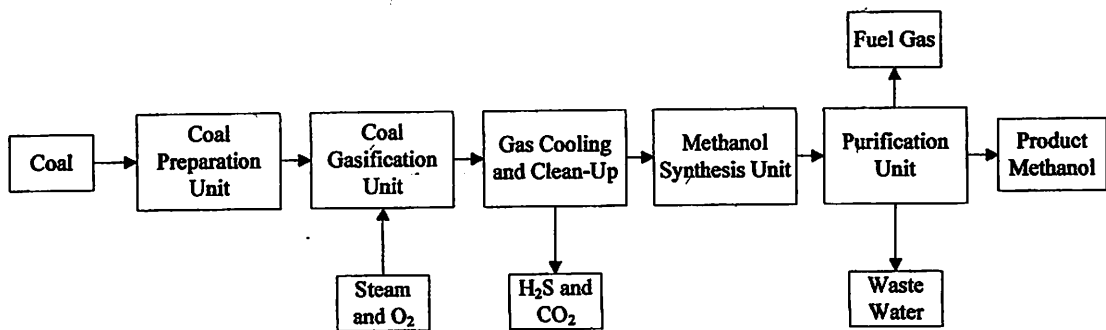 Fuel Gas
Coal
Coal
Preparation
Unit
Coal
Gasification
Unit
Gas Cooling
and Clean-Up
Methanol
Synthesis Unit
Purification
Unit
Product
Methanol
Steam
and O₂
H₂S and
CO₂
Waste
Water